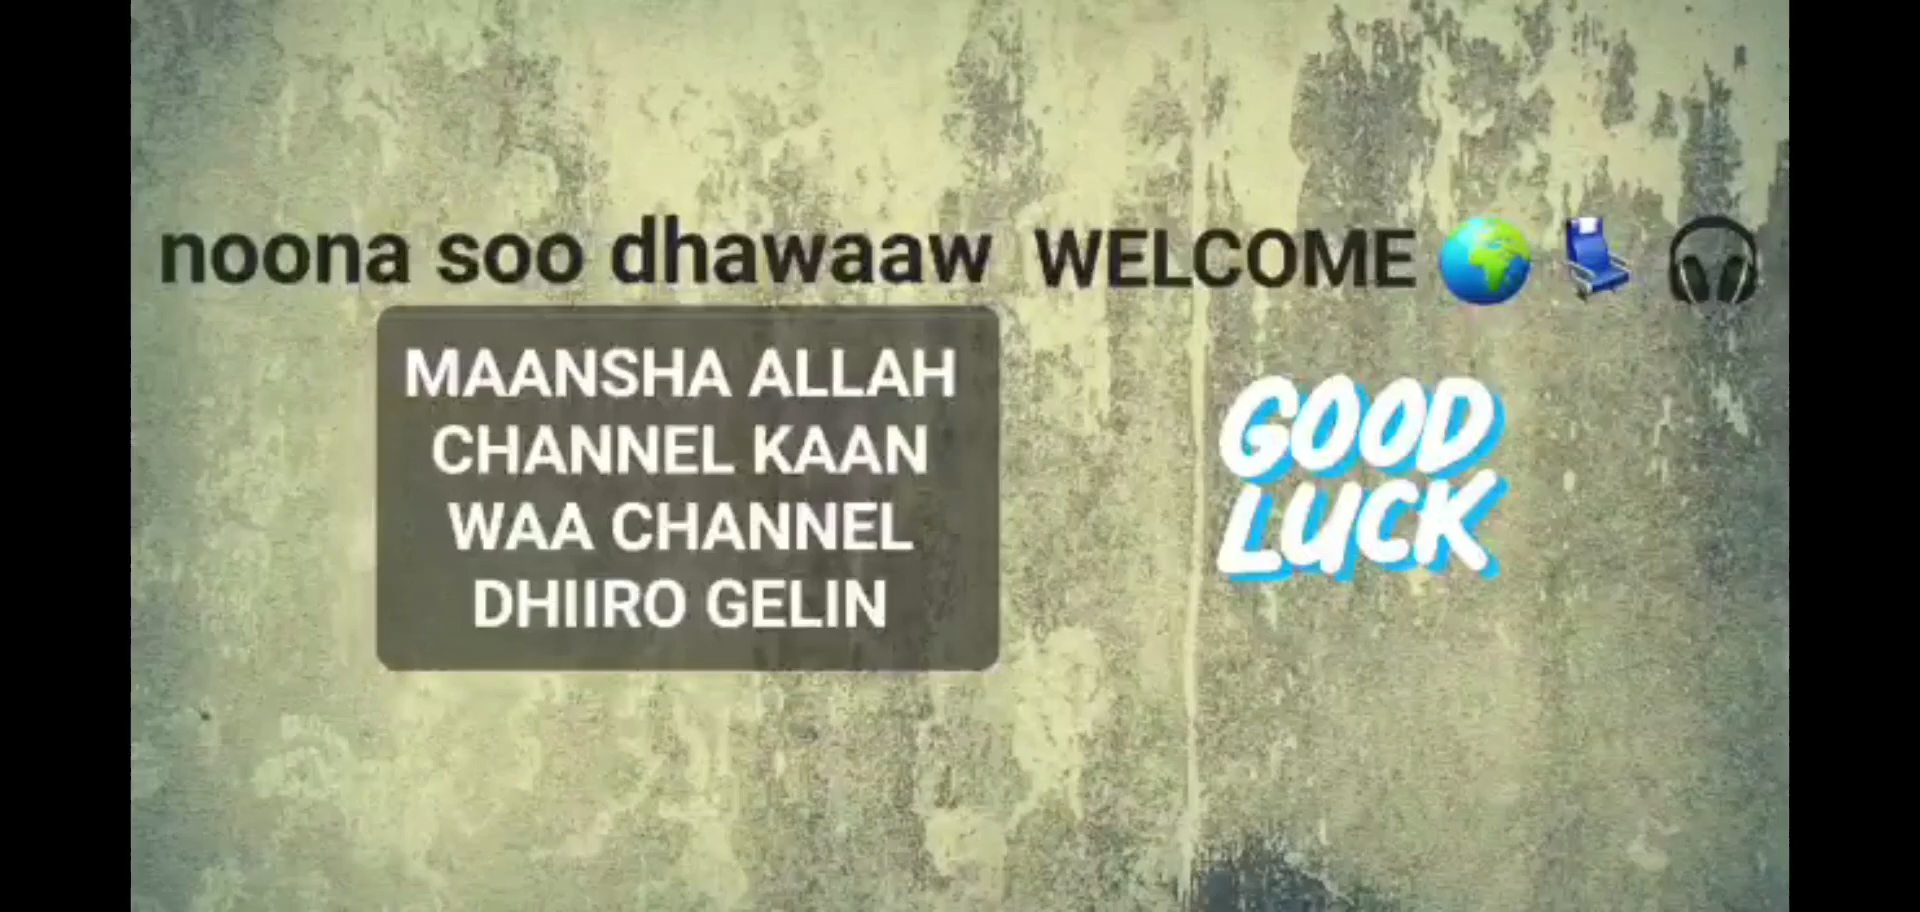 noona soo dhawaaw WELCOME 🌍 💺 🎧
MAANSHA ALLAH
CHANNEL KAAN
WAA CHANNEL
DHIIRO GELIN
GOOD
LUCK